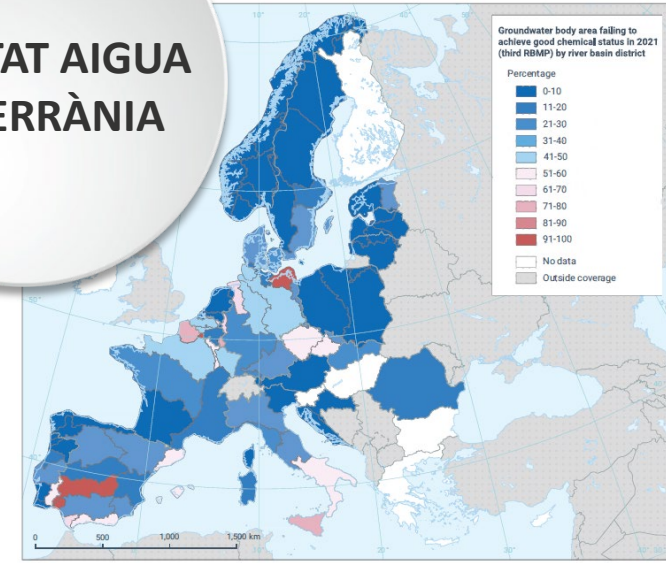 TAT AIGUA
ERRÀNIA
Groundwater body area failing to
achieve good chemical status in 2021
(third RBMP) by river basin district
Percentage
0-10
11-20
21-30
31-40
41-50
51-60
61-70
71-80
81-90
91-100
No data
Outside coverage
0 500 1,000 1,500 km